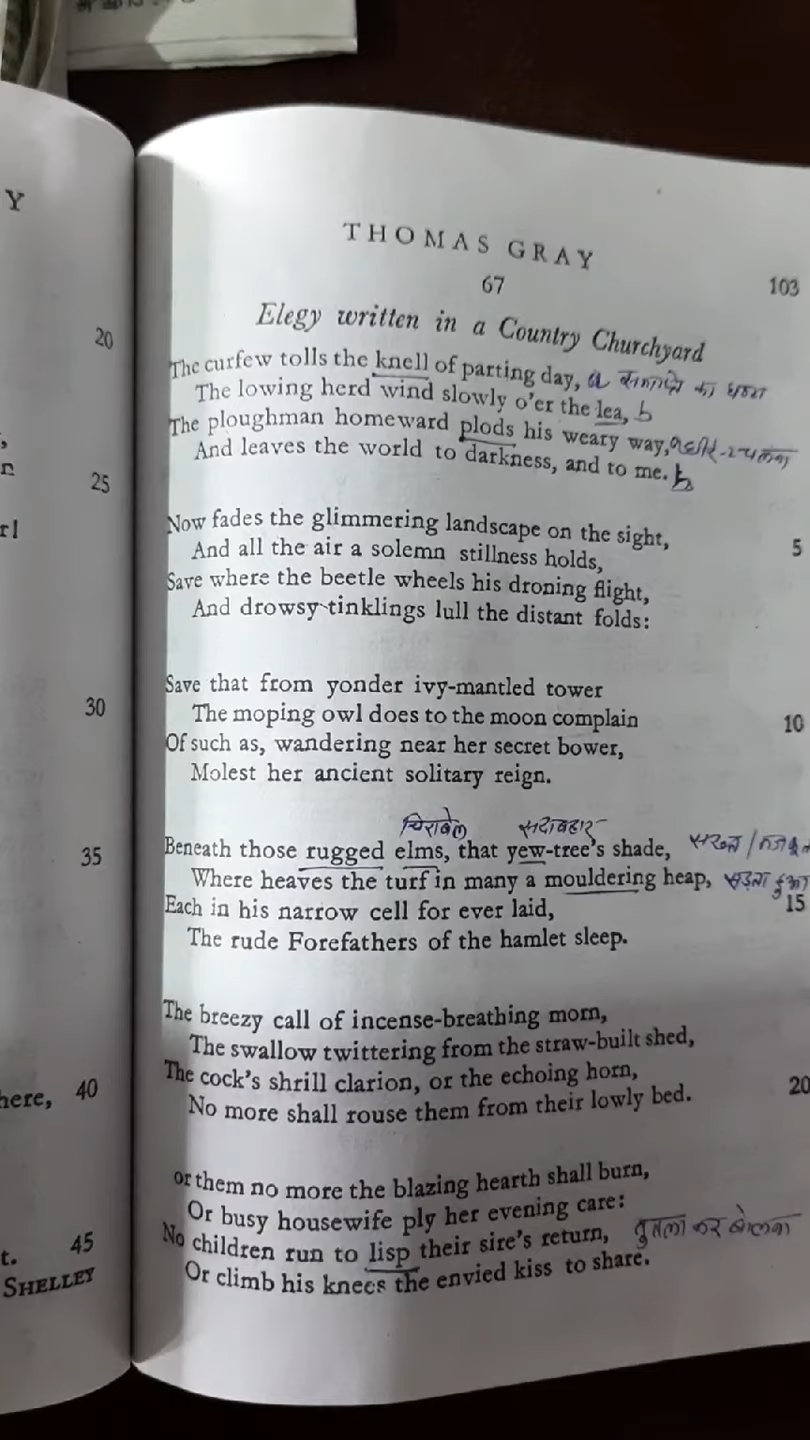 Y
20
,
n
25
rl
30
35
here, 40
t. 45
SHELLEY
THOMAS GRAY
67 103
Elegy written in a Country Churchyard
The curfew tolls the knell of parting day, a का घण्टा
The lowing herd wind slowly o'er the lea, b
The ploughman homeward plods his weary way, a
And leaves the world to darkness, and to me. b
Now fades the glimmering landscape on the sight, 5
And all the air a solemn stillness holds,
Save where the beetle wheels his droning flight,
And drowsy tinklings lull the distant folds:
Save that from yonder ivy-mantled tower
The moping owl does to the moon complain 10
Of such as, wandering near her secret bower,
Molest her ancient solitary reign.
चिराबेल सदाबहार
Beneath those rugged elms, that yew-tree's shade, सख्त /
Where heaves the turf in many a mouldering heap, सड़ता हुआ
Each in his narrow cell for ever laid, 15
The rude Forefathers of the hamlet sleep.
The breezy call of incense-breathing morn,
The swallow twittering from the straw-built shed,
The cock's shrill clarion, or the echoing horn,
No more shall rouse them from their lowly bed. 20
or them no more the blazing hearth shall burn,
Or busy housewife ply her evening care:
No children run to lisp their sire's return, तुतला कर बोलना
Or climb his knees the envied kiss to share.